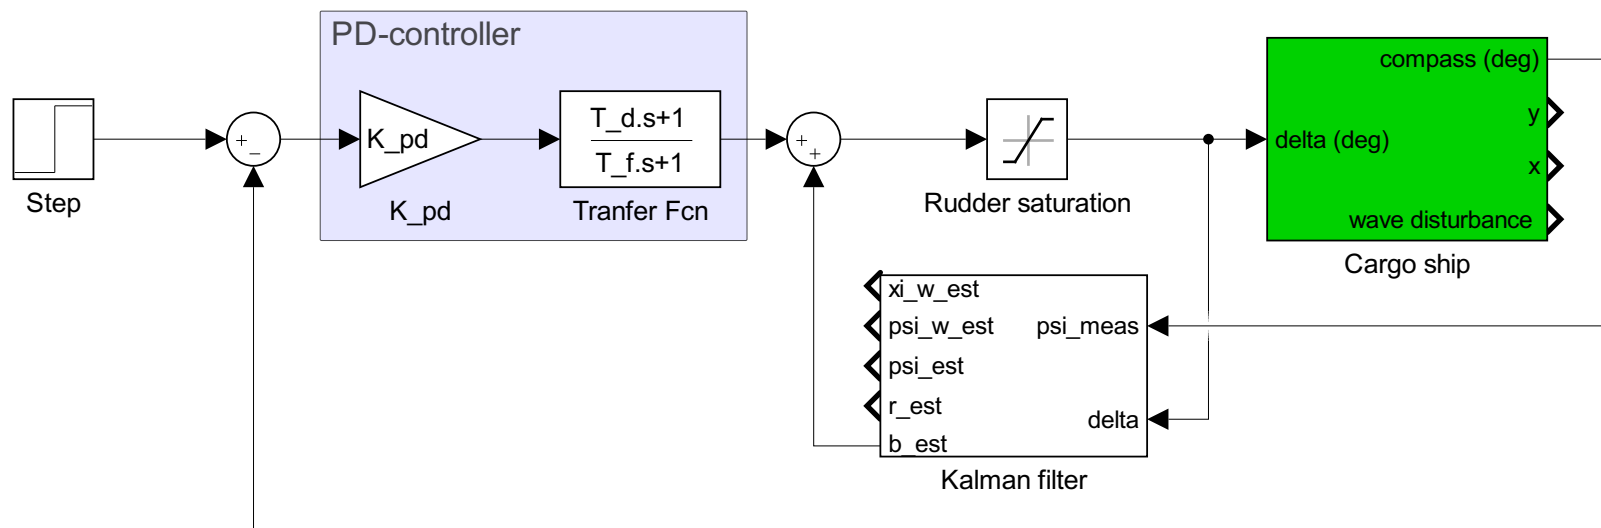 PD-controller
K_pd
T_d.s+1
T_f.s+1
Step
K_pd
Tranfer Fcn
+
−
+
+
Rudder saturation
compass (deg)
y
delta (deg)
x
wave disturbance
Cargo ship
xi_w_est
psi_w_est
psi_meas
psi_est
r_est
delta
b_est
Kalman filter